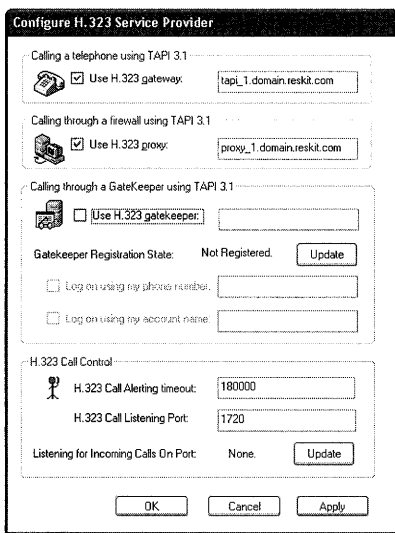 Configure H.323 Service Provider
Calling a telephone using TAPI 3.1
Use H.323 gateway:
tapi_1.domain.reskit.com
Calling through a firewall using TAPI 3.1
Use H.323 proxy:
proxy_1.domain.reskit.com
Calling through a GateKeeper using TAPI 3.1
Use H.323 gatekeeper:
Gatekeeper Registration State: Not Registered. Update
Log on using my phone number.
Log on using my account name
H.323 Call Control
H.323 Call Alerting timeout: 180000
H.323 Call Listening Port: 1720
Listening for Incoming Calls On Port: None. Update
OK Cancel Apply